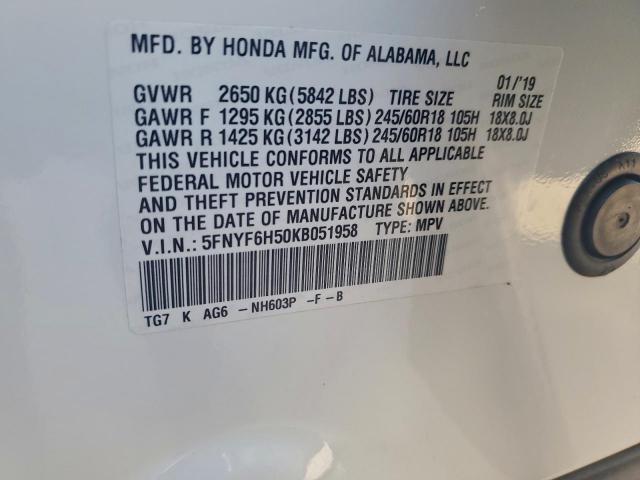 MFD. BY HONDA MFG. OF ALABAMA, LLC
01/'19
GVWR 2650 KG(5842 LBS) TIRE SIZE RIM SIZE
GAWR F 1295 KG(2855 LBS)245/60R18 105H 18X8.0J
GAWR R 1425 KG(3142 LBS)245/60R18 105H 18X8.0J
THIS VEHICLE CONFORMS TO ALL APPLICABLE
FEDERAL MOTOR VEHICLE SAFETY
AND THEFT PREVENTION STANDARDS IN EFFECT
ON THE DATE OF MANUFACTURE SHOWN ABOVE.
V.I.N.: 5FNYF6H50KB051958 TYPE: MPV
TG7 K AG6 -NH603P -F-B